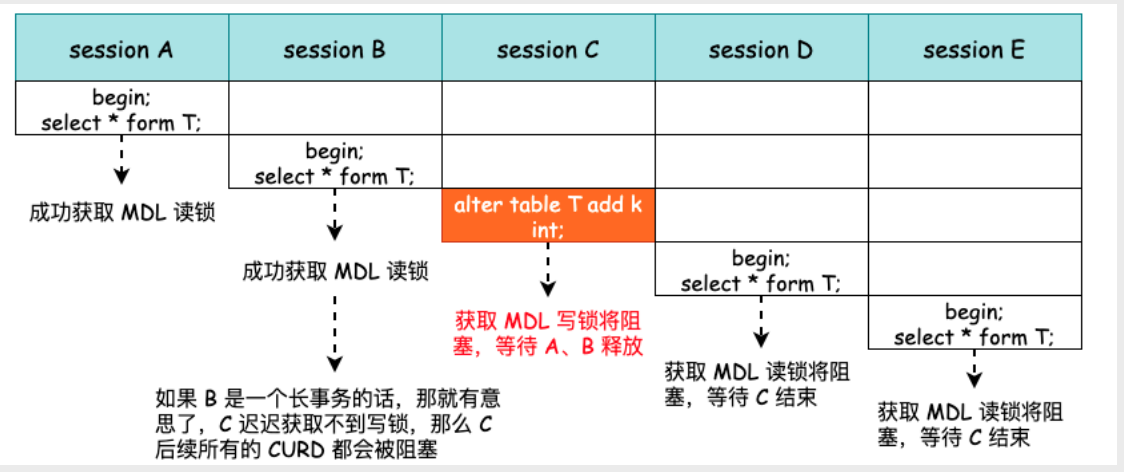 session A
session B
session C
session D
session E
begin;
select * form T;
成功获取 MDL 读锁
begin;
select * form T;
成功获取 MDL 读锁
如果 B 是一个长事务的话，那就有意
思了，C 迟迟获取不到写锁，那么 C
后续所有的 CURD 都会被阻塞
alter table T add k
int;
获取 MDL 写锁将阻
塞，等待 A、B 释放
begin;
select * form T;
获取 MDL 读锁将阻
塞，等待 C 结束
begin;
select * form T;
获取 MDL 读锁将阻
塞，等待 C 结束